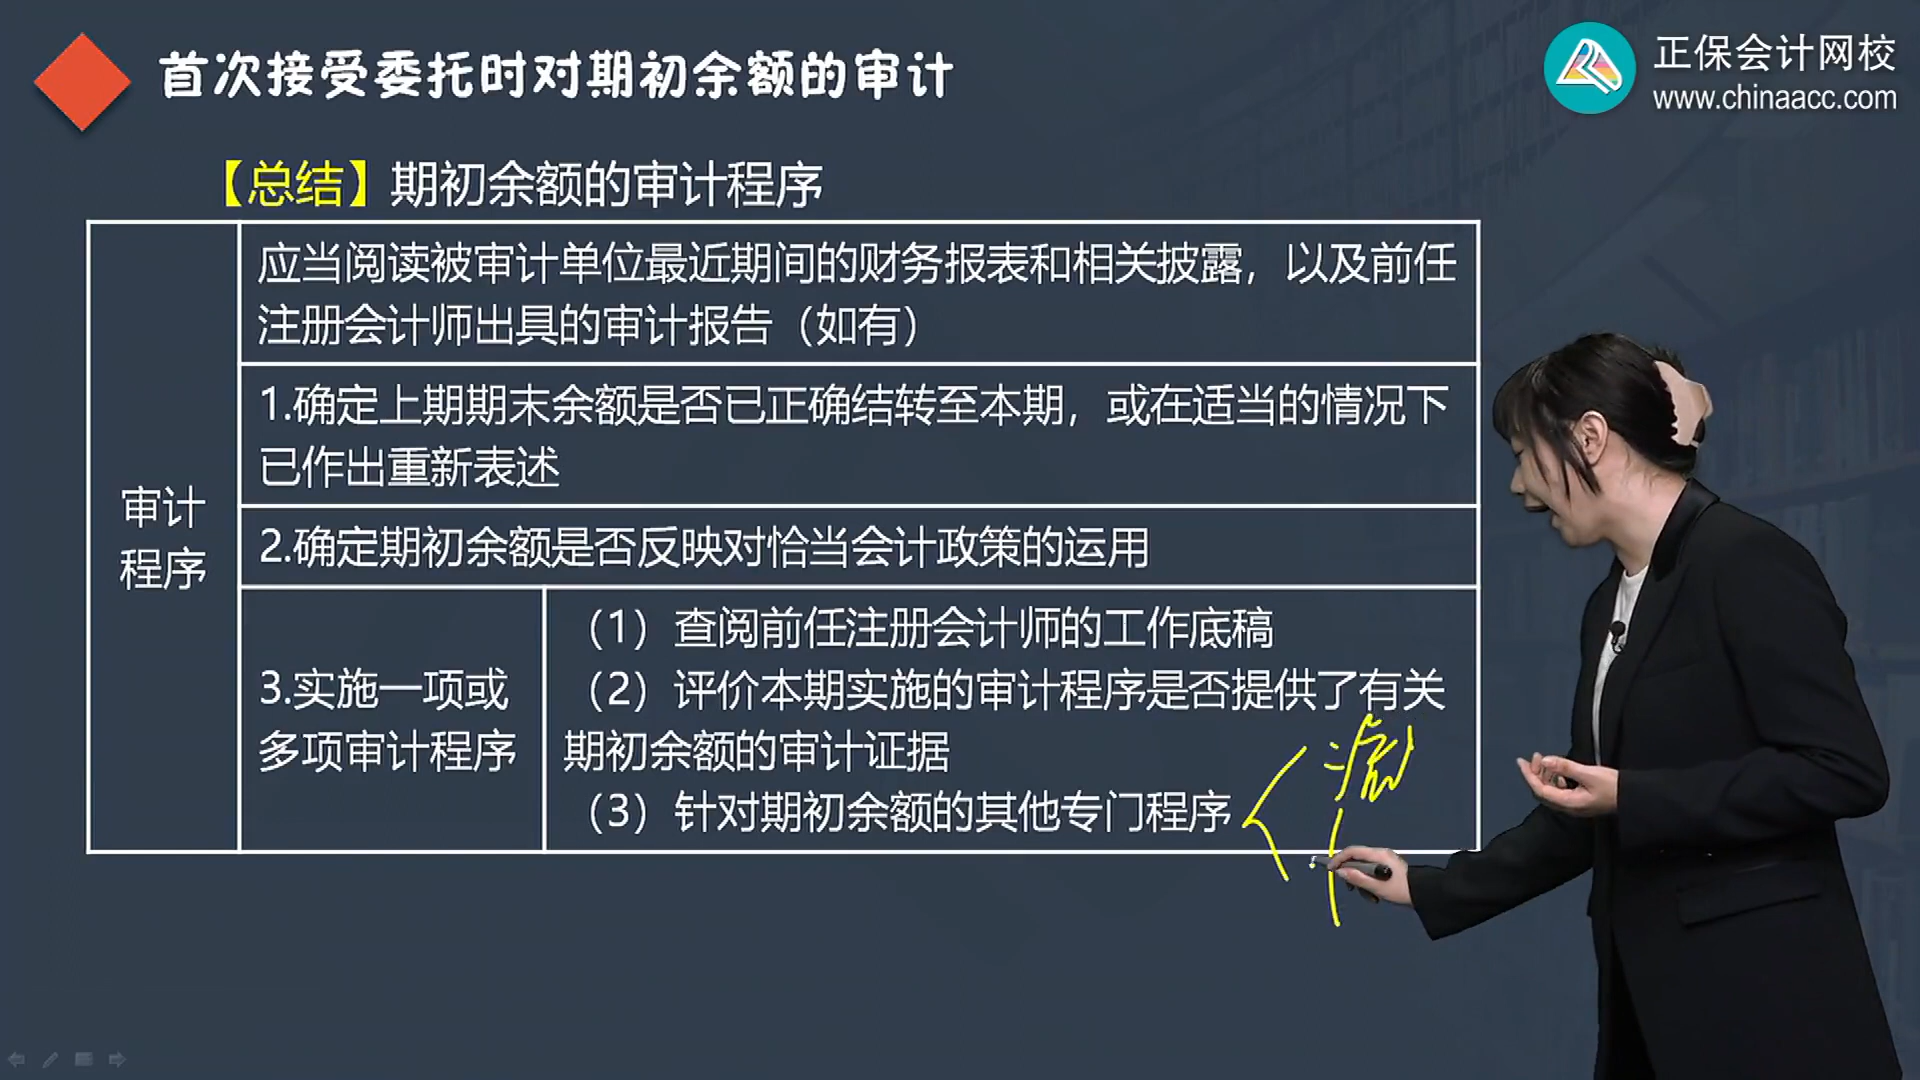 首次接受委托时对期初余额的审计
正保会计网校
www.chinaacc.com
【总结】期初余额的审计程序
审计
程序
应当阅读被审计单位最近期间的财务报表和相关披露，以及前任
注册会计师出具的审计报告（如有）
1.确定上期期末余额是否已正确结转至本期，或在适当的情况下
已作出重新表述
2.确定期初余额是否反映对恰当会计政策的运用
3.实施一项或
多项审计程序
（1）查阅前任注册会计师的工作底稿
（2）评价本期实施的审计程序是否提供了有关
期初余额的审计证据
（3）针对期初余额的其他专门程序